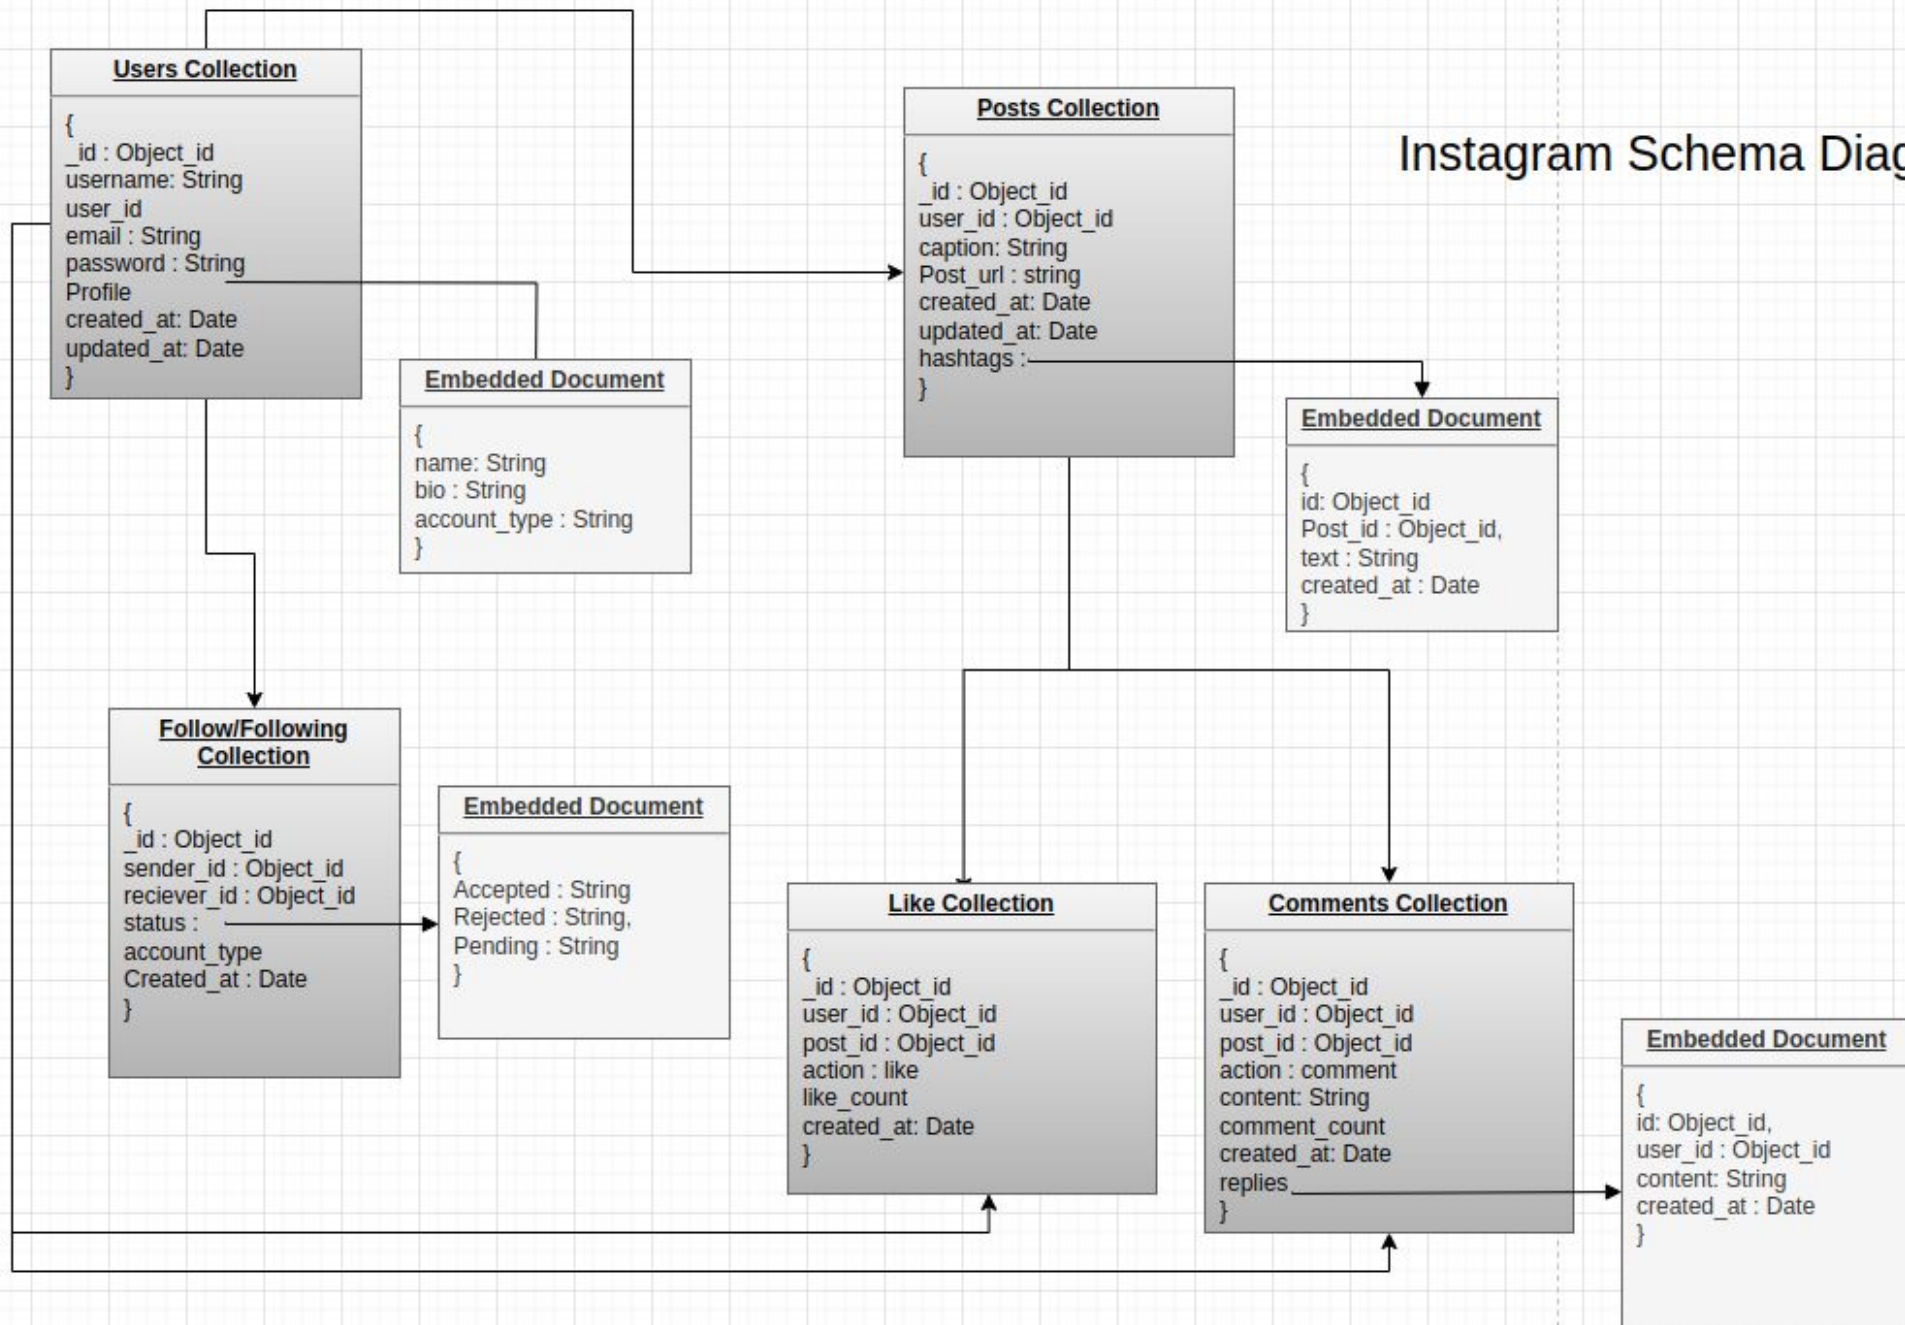 Users Collection
{
_id : Object_id
username: String
user_id
email : String
password : String
Profile
created_at: Date
updated_at: Date
}
Embedded Document
{
name: String
bio : String
account_type : String
}
Posts Collection
{
_id : Object_id
user_id : Object_id
caption: String
Post_url : string
created_at: Date
updated_at: Date
hashtags :
}
Instagram Schema Diag
Embedded Document
{
id: Object_id
Post_id : Object_id,
text : String
created_at : Date
}
Follow/Following
Collection
{
_id : Object_id
sender_id : Object_id
reciever_id : Object_id
status :
account_type
Created_at : Date
}
Embedded Document
{
Accepted : String
Rejected : String,
Pending : String
}
Like Collection
{
_id : Object_id
user_id : Object_id
post_id : Object_id
action : like
like_count
created_at: Date
}
Comments Collection
{
_id : Object_id
user_id : Object_id
post_id : Object_id
action : comment
content: String
comment_count
created_at: Date
replies
}
Embedded Document
{
id: Object_id,
user_id : Object_id
content: String
created_at : Date
}